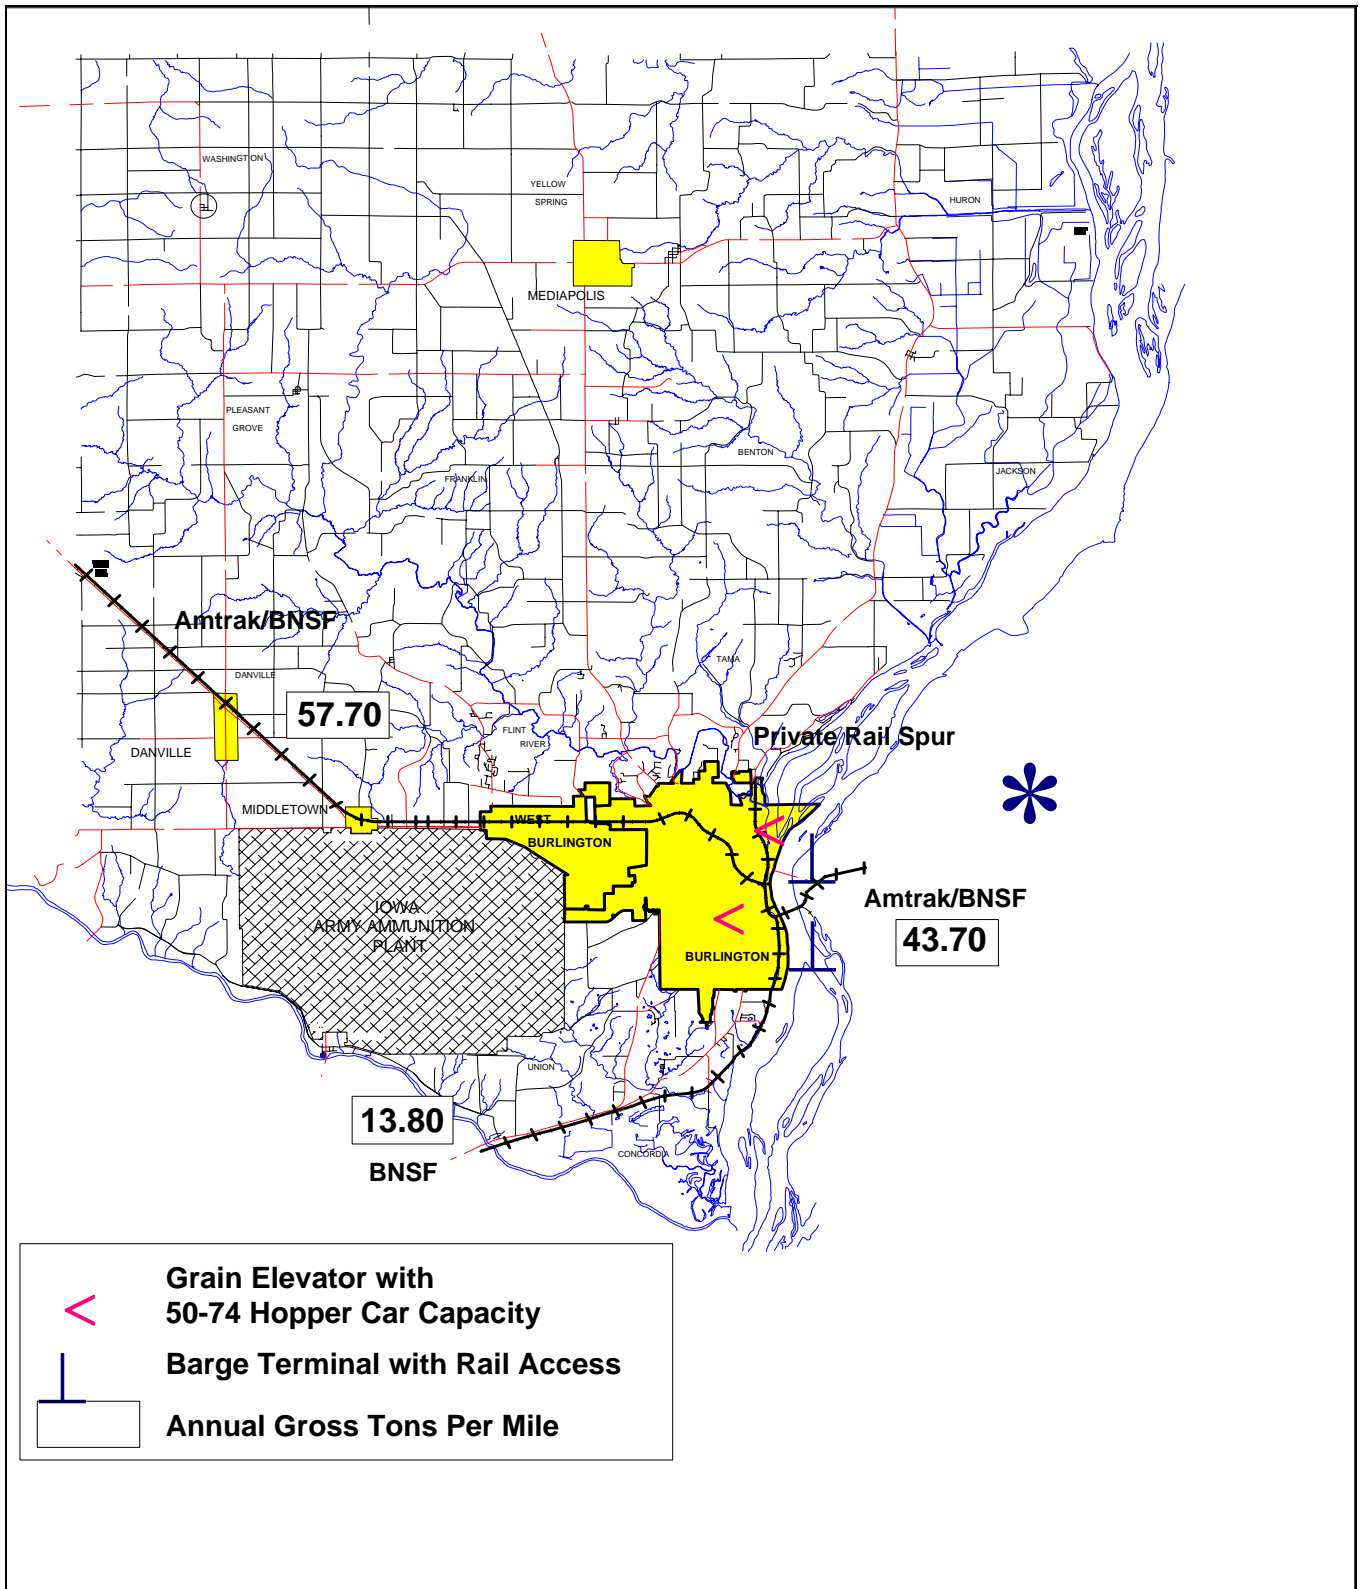 WASHINGTON
YELLOW
SPRING
HURON
MEDIAPOLIS
PLEASANT
GROVE
BENTON
JACKSON
FRANKLIN
Amtrak/BNSF
TAMA
DANVILLE
57.70
FLINT
RIVER
Private Rail Spur
DANVILLE
MIDDLETOWN
WEST
BURLINGTON
IOWA
ARMY AMMUNITION
PLANT
Amtrak/BNSF
43.70
BURLINGTON
UNION
13.80
BNSF
CONCORDIA
Grain Elevator with
50-74 Hopper Car Capacity
Barge Terminal with Rail Access
Annual Gross Tons Per Mile